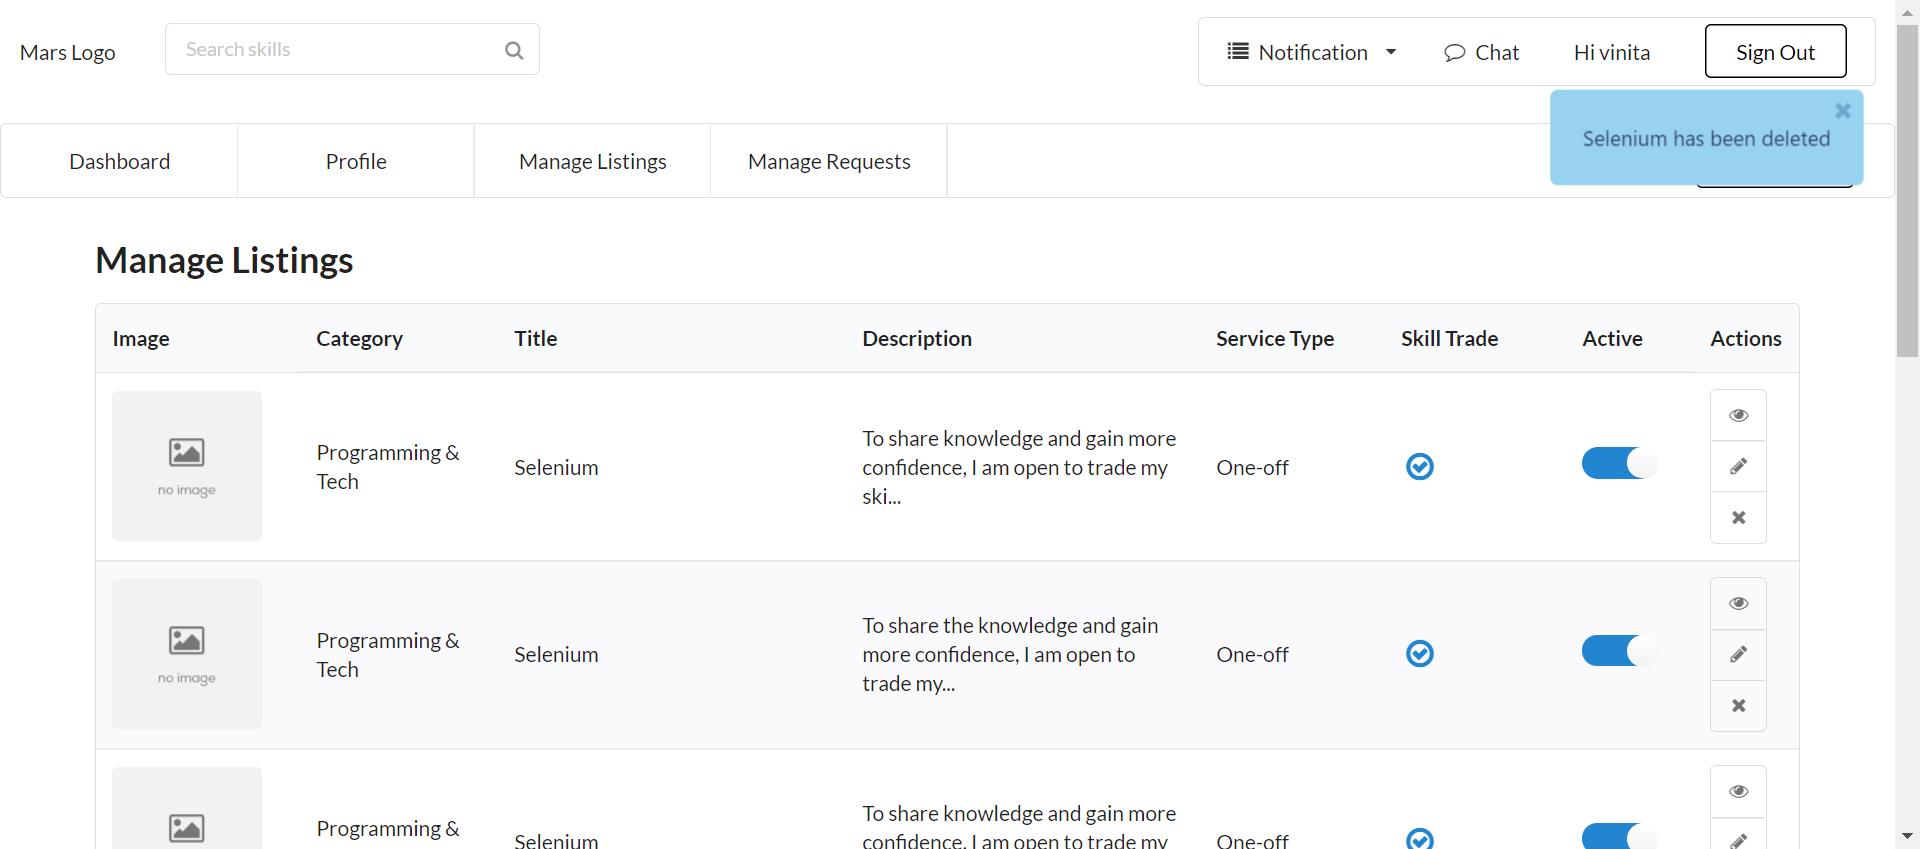 Mars Logo
Search skills
Notification
Chat
Hi vinita
Sign Out
Selenium has been deleted
Dashboard
Profile
Manage Listings
Manage Requests
Manage Listings
Image
Category
Title
Description
Service Type
Skill Trade
Active
Actions
no image
Programming &
Tech
Selenium
To share knowledge and gain more
confidence, I am open to trade my
ski...
One-off
no image
Programming &
Tech
Selenium
To share the knowledge and gain
more confidence, I am open to
trade my...
One-off
Programming &
Selenium
To share knowledge and gain more
confidence, I am open to trade my
One-off